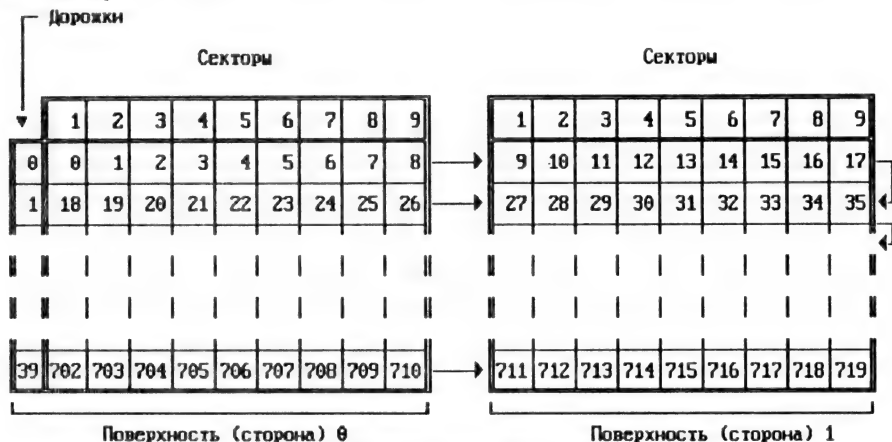 Дорожки
Секторы Секторы
1 2 3 4 5 6 7 8 9 1 2 3 4 5 6 7 8 9
0 0 1 2 3 4 5 6 7 8 9 10 11 12 13 14 15 16 17
1 18 19 20 21 22 23 24 25 26 27 28 29 30 31 32 33 34 35
39 702 703 704 705 706 707 708 709 710 711 712 713 714 715 716 717 718 719
Поверхность (сторона) 0 Поверхность (сторона) 1